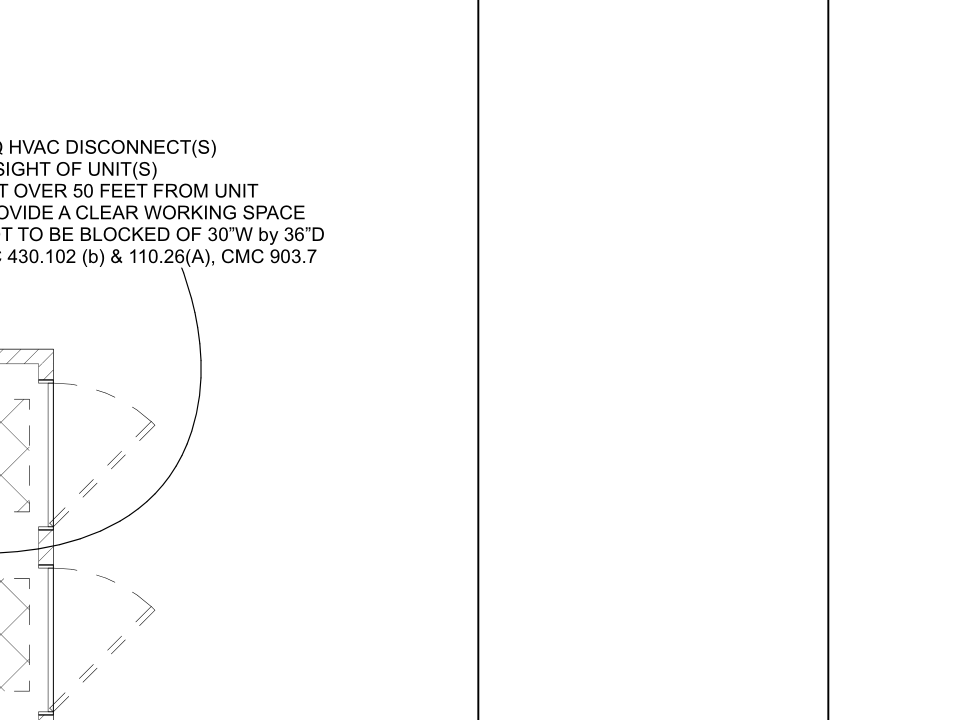 HVAC DISCONNECT(S)
SIGHT OF UNIT(S)
OVER 50 FEET FROM UNIT
A CLEAR WORKING SPACE
TO BE BLOCKED OF 30”W by 36”D
430.102 (b) & 110.26(A), CMC 903.7